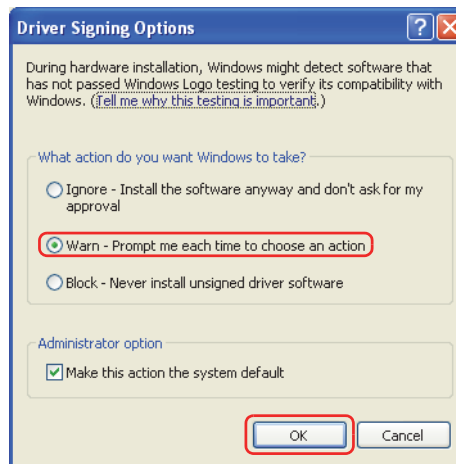 Driver Signing Options
During hardware installation, Windows might detect software that
has not passed Windows Logo testing to verify its compatibility with
Windows. (Tell me why this testing is important.)
What action do you want Windows to take?
Ignore - Install the software anyway and don't ask for my
approval
Warn - Prompt me each time to choose an action
Block - Never install unsigned driver software
Administrator option
Make this action the system default
OK Cancel